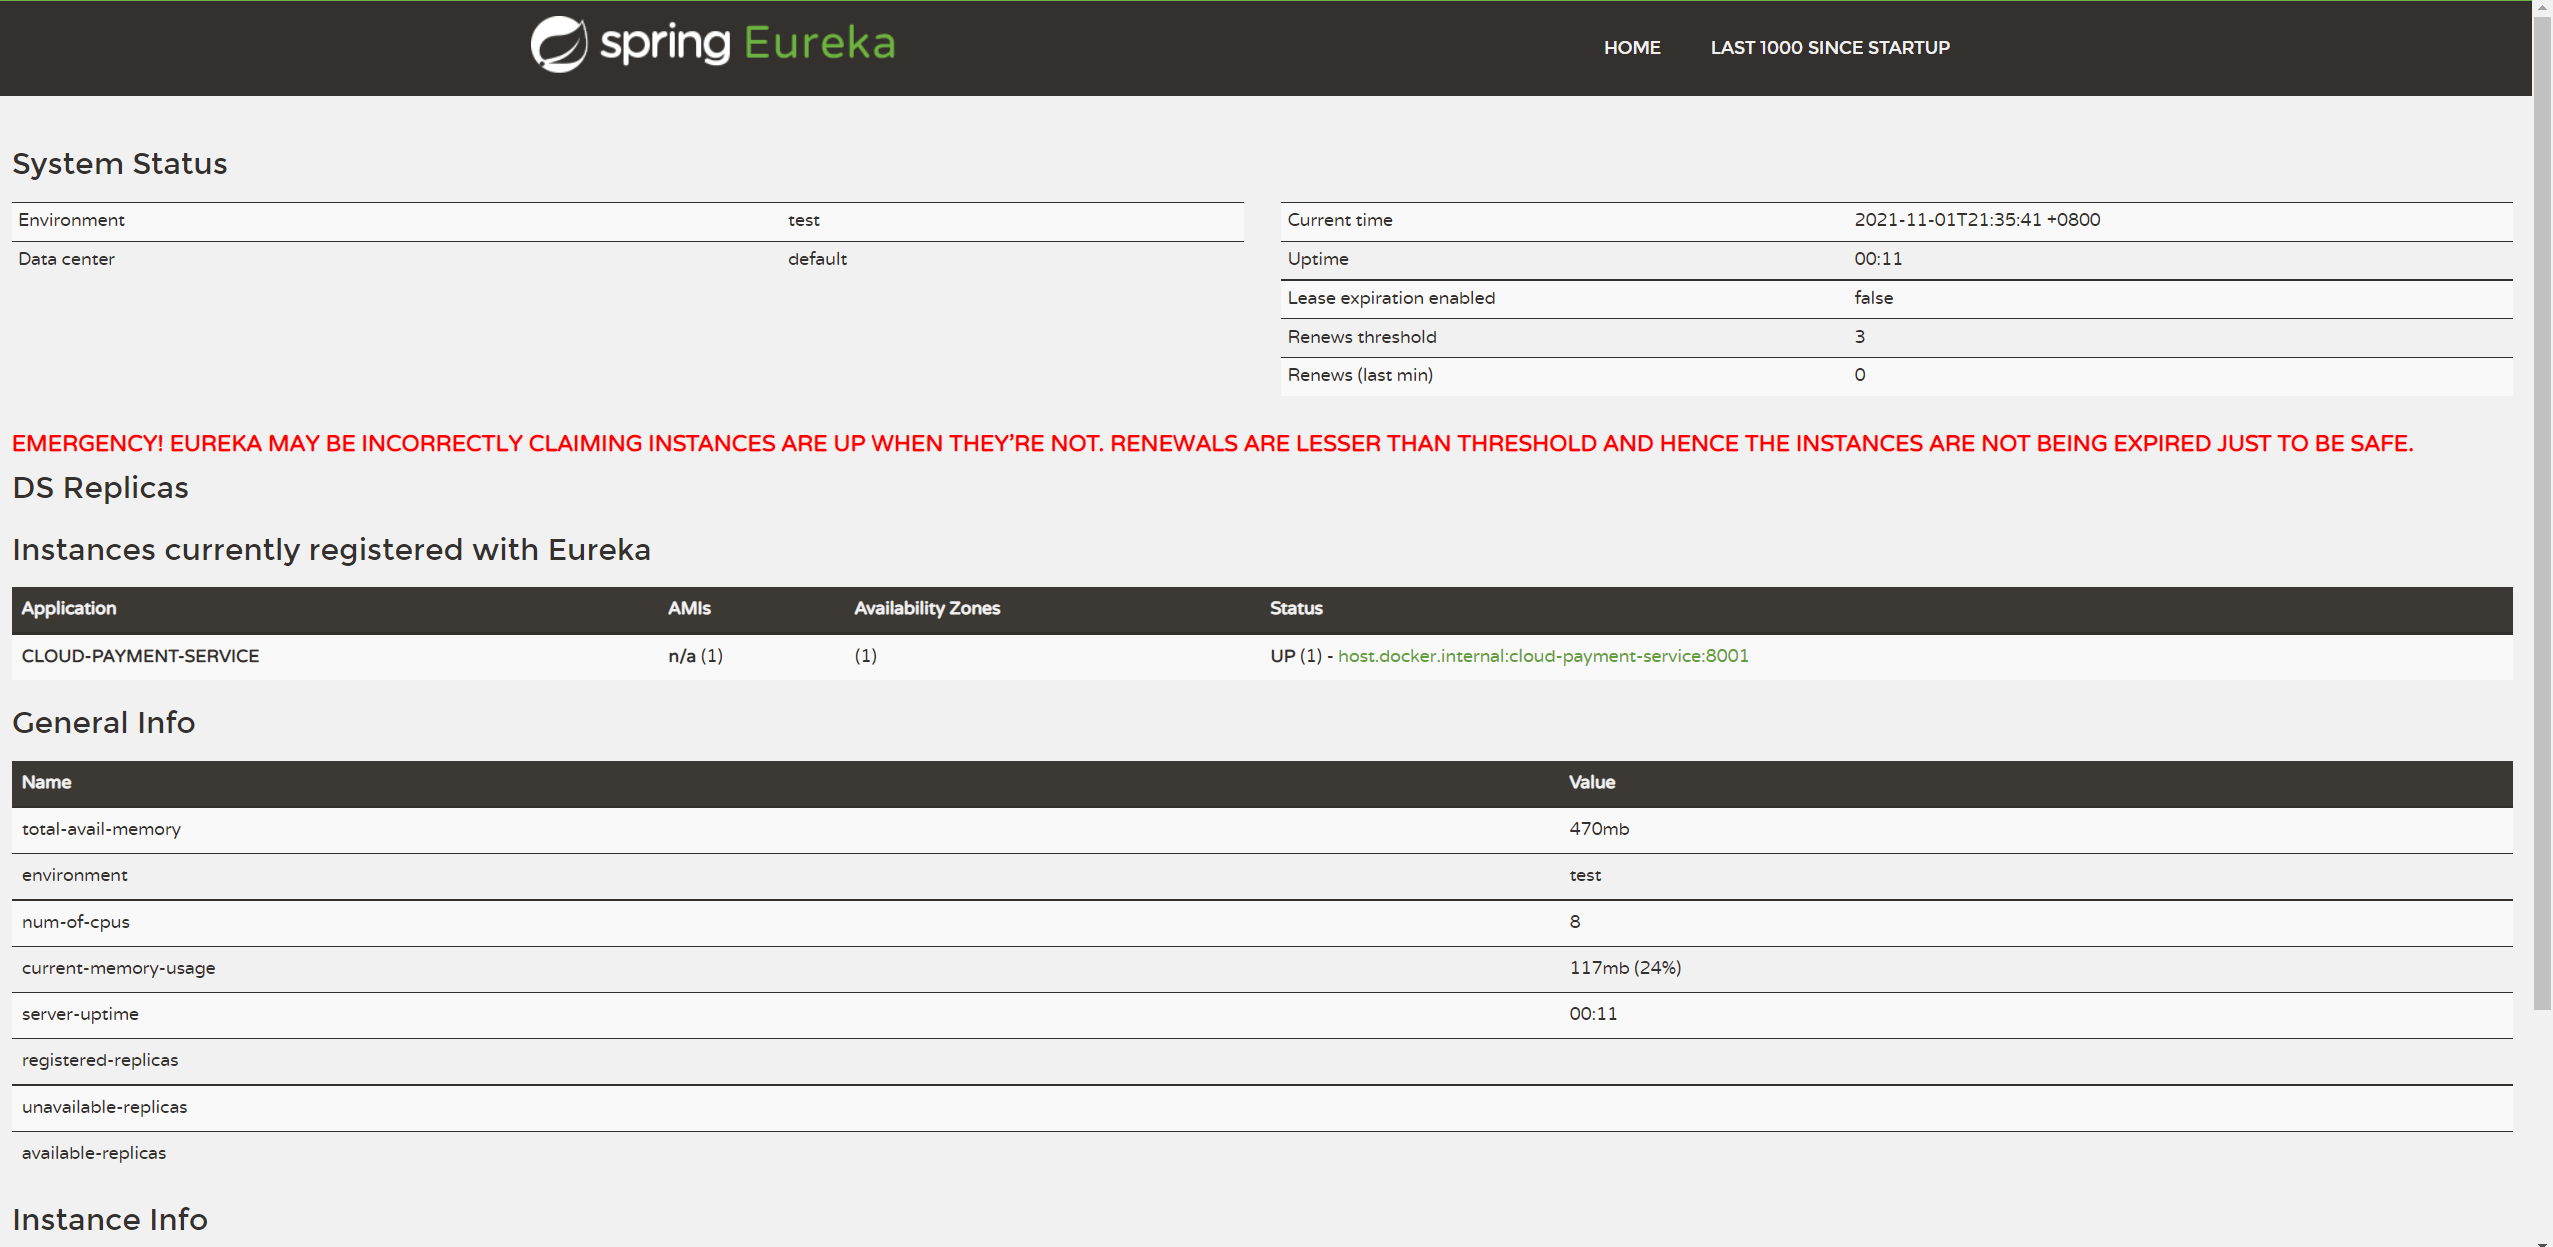 spring Eureka
HOME LAST 1000 SINCE STARTUP
System Status
Environment test
Data center default
Current time 2021-11-01T21:35:41 +0800
Uptime 00:11
Lease expiration enabled false
Renews threshold 3
Renews (last min) 0
EMERGENCY! EUREKA MAY BE INCORRECTLY CLAIMING INSTANCES ARE UP WHEN THEY'RE NOT. RENEWALS ARE LESSER THAN THRESHOLD AND HENCE THE INSTANCES ARE NOT BEING EXPIRED JUST TO BE SAFE.
DS Replicas
Instances currently registered with Eureka
Application AMIs Availability Zones Status
CLOUD-PAYMENT-SERVICE n/a (1) (1) UP (1) - host.docker.internal:cloud-payment-service:8001
General Info
Name Value
total-avail-memory 470mb
environment test
num-of-cpus 8
current-memory-usage 117mb (24%)
server-uptime 00:11
registered-replicas
unavailable-replicas
available-replicas
Instance Info